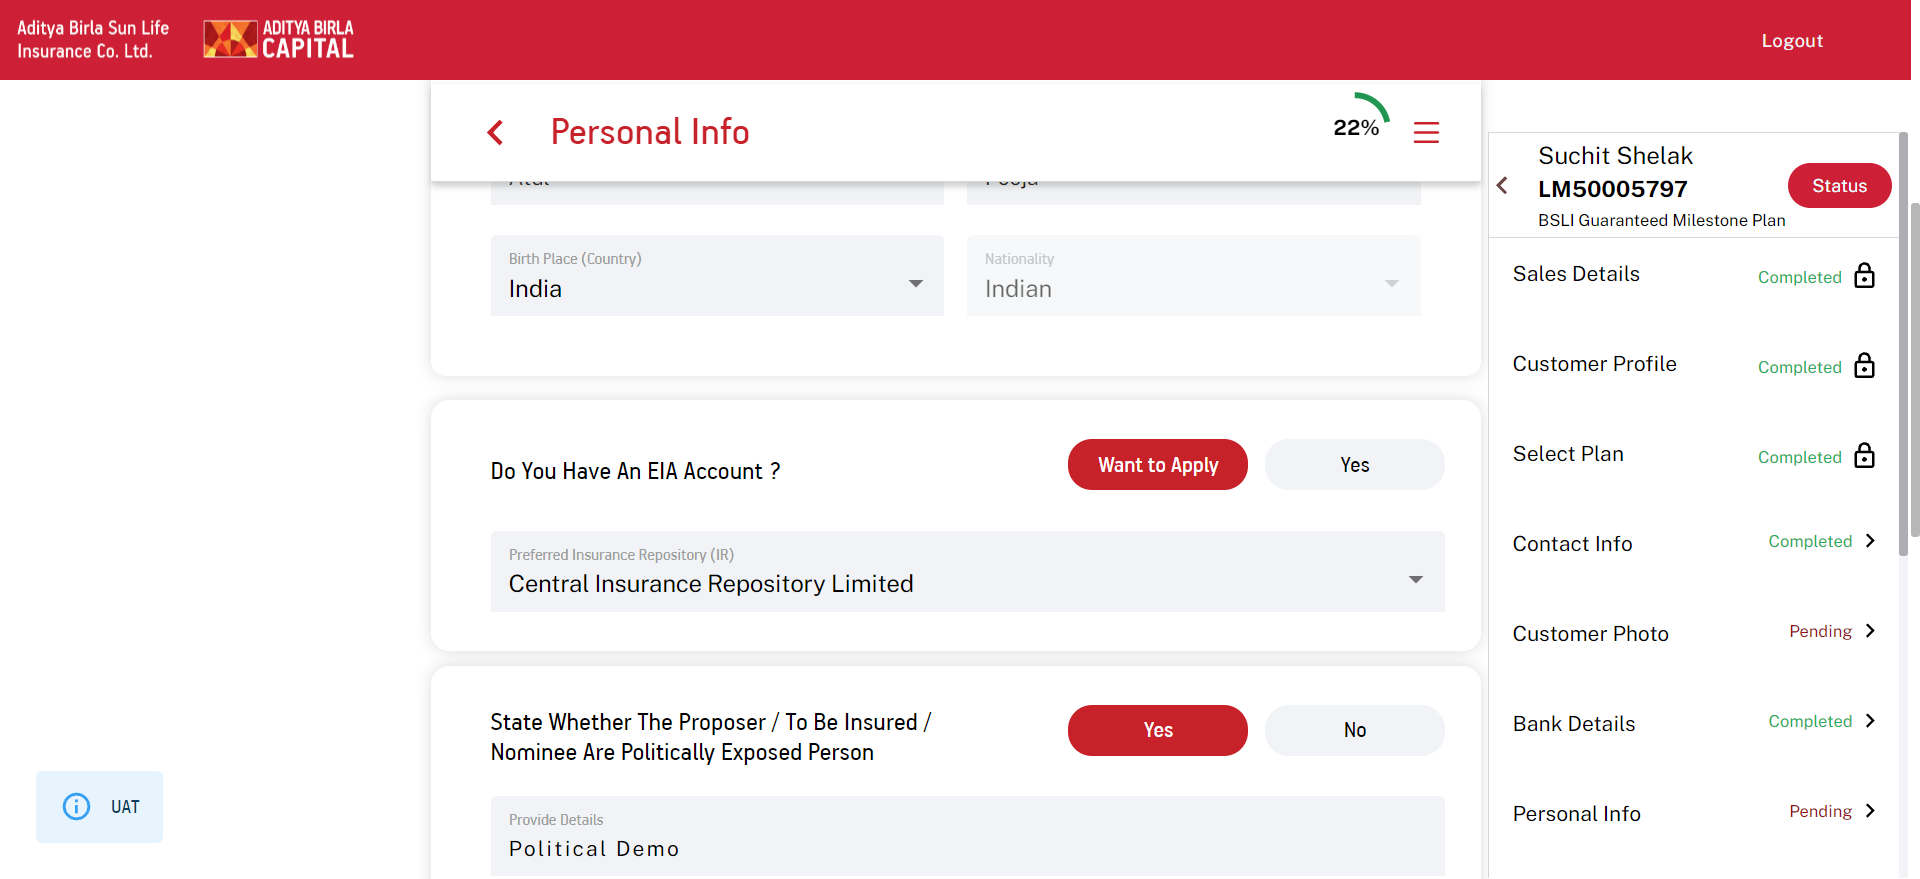 Aditya Birla Sun Life
Insurance Co. Ltd.
ADITYA BIRLA
CAPITAL
Logout
Personal Info
22%
Birth Place (Country)
India
Nationality
Indian
Do You Have An EIA Account ?
Want to Apply
Yes
Preferred Insurance Repository (IR)
Central Insurance Repository Limited
State Whether The Proposer / To Be Insured /
Nominee Are Politically Exposed Person
Yes
No
Provide Details
Political Demo
UAT
Suchit Shelak
LM50005797
BSLI Guaranteed Milestone Plan
Status
Sales Details
Completed
Customer Profile
Completed
Select Plan
Completed
Contact Info
Completed
Customer Photo
Pending
Bank Details
Completed
Personal Info
Pending